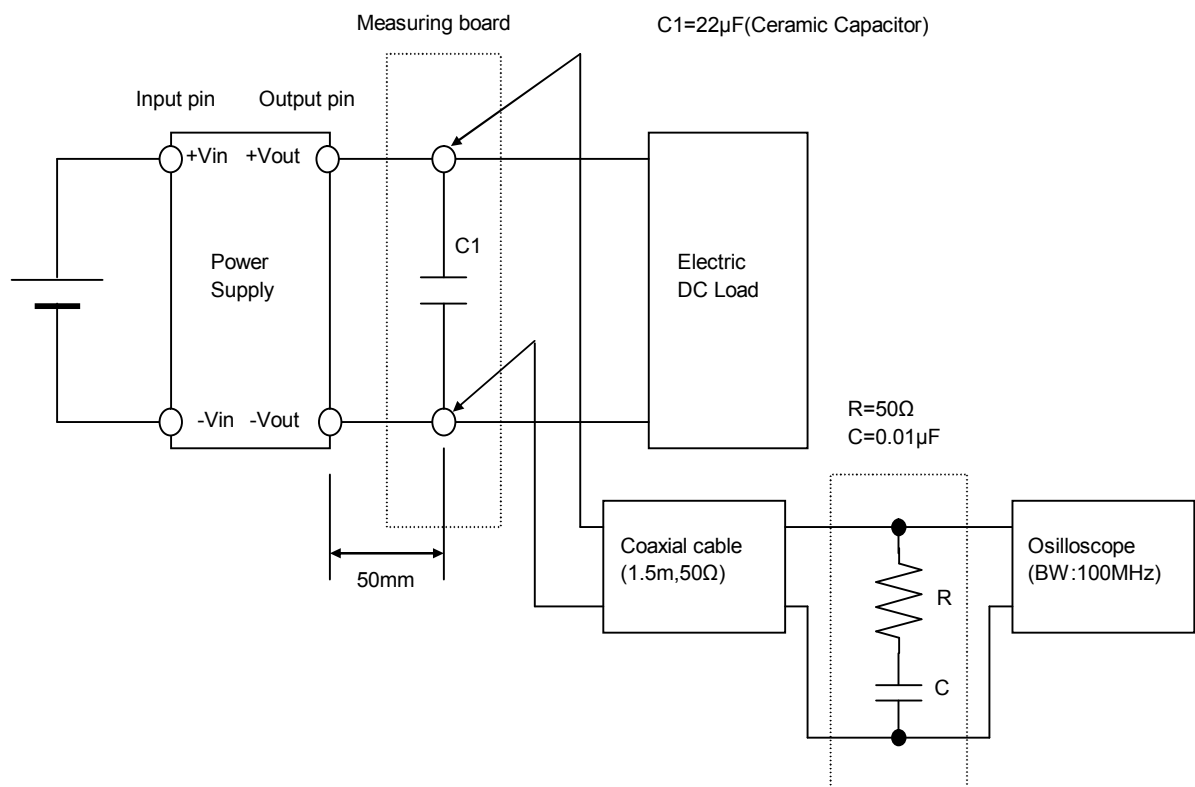 Measuring board
C1=22µF(Ceramic Capacitor)
Input pin
Output pin
+Vin
+Vout
C1
Power
Supply
Electric
DC Load
-Vin
-Vout
R=50Ω
C=0.01µF
50mm
Coaxial cable
(1.5m,50Ω)
R
C
Osilloscope
(BW:100MHz)